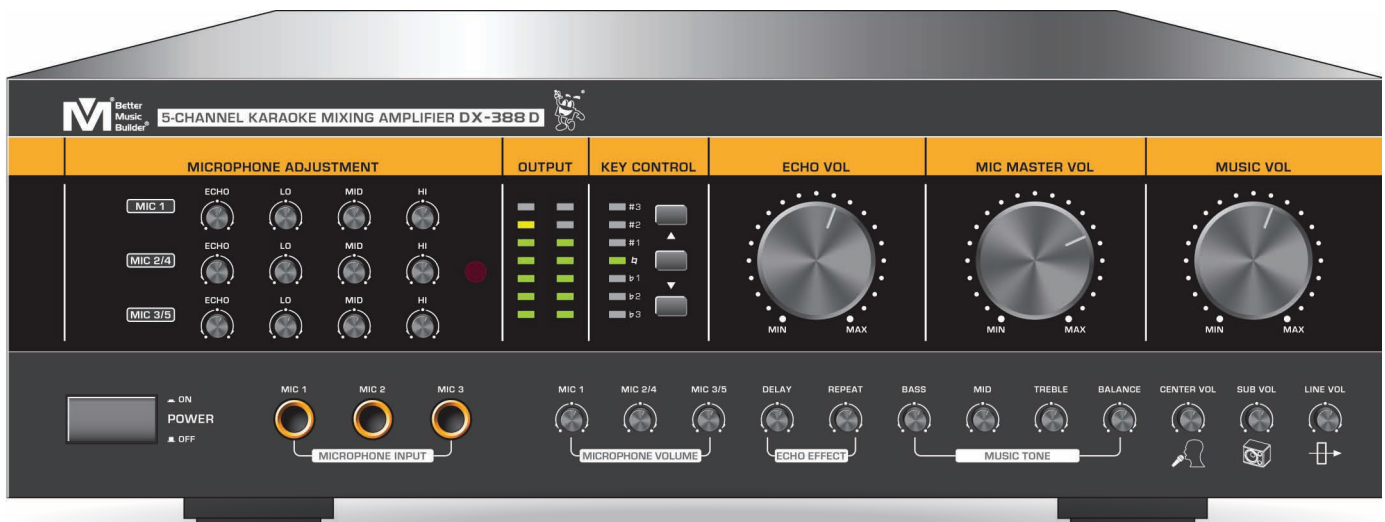 Better
Music
Builder®
5-CHANNEL KARAOKE MIXING AMPLIFIER DX-388 D
MICROPHONE ADJUSTMENT
OUTPUT
KEY CONTROL
ECHO VOL
MIC MASTER VOL
MUSIC VOL
MIC 1
ECHO LO MID HI
MIC 2/4
ECHO LO MID HI
MIC 3/5
ECHO LO MID HI
#3
#2
#1
♮
♭1
♭2
♭3
MIN MAX
MIN MAX
MIN MAX
ON
POWER
OFF
MIC 1 MIC 2 MIC 3
MICROPHONE INPUT
MIC 1 MIC 2/4 MIC 3/5
MICROPHONE VOLUME
DELAY REPEAT
ECHO EFFECT
BASS MID TREBLE BALANCE
MUSIC TONE
CENTER VOL SUB VOL LINE VOL